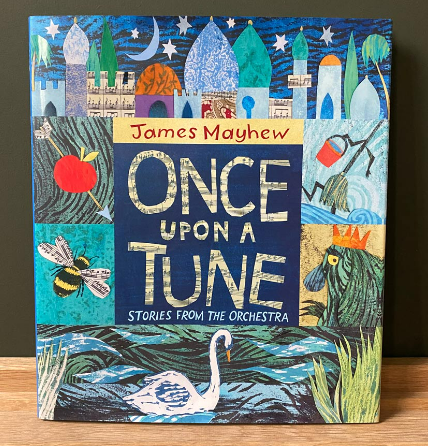 James Mayhew
ONCE
UPON A
TUNE
STORIES FROM THE ORCHESTRA